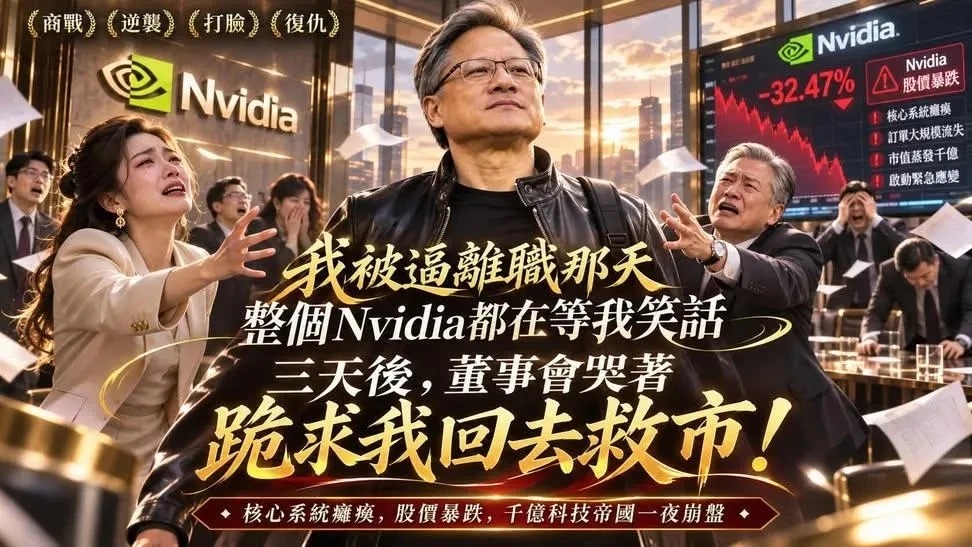 商戰 逆襲 打臉 復仇
Nvidia
Nvidia
-32.47%
Nvidia
股價暴跌
! 核心系統癱瘓
! 訂單大規模流失
! 市值蒸發千億
! 啟動緊急應變
我被逼離職那天
整個Nvidia都在等我笑話
三天後,董事會哭著
跪求我回去救市!
核心系統癱瘓,股價暴跌,千億科技帝國一夜崩盤